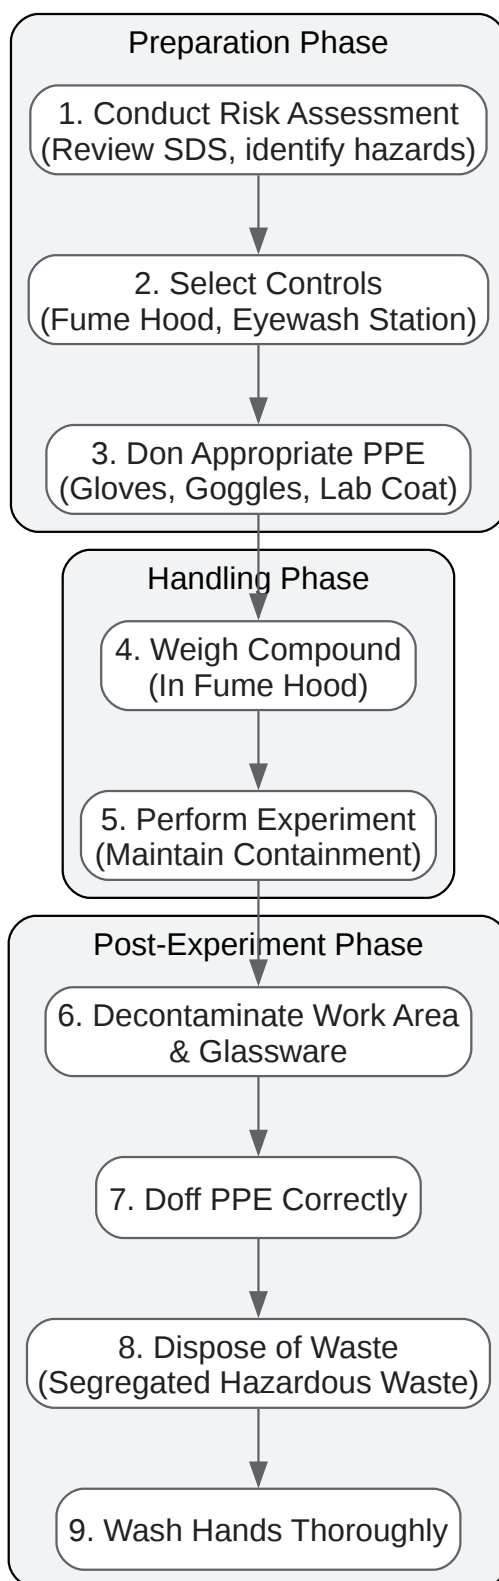 Preparation Phase
1. Conduct Risk Assessment
(Review SDS, identify hazards)
2. Select Controls
(Fume Hood, Eyewash Station)
3. Don Appropriate PPE
(Gloves, Goggles, Lab Coat)
Handling Phase
4. Weigh Compound
(In Fume Hood)
5. Perform Experiment
(Maintain Containment)
Post-Experiment Phase
6. Decontaminate Work Area
& Glassware
7. Doff PPE Correctly
8. Dispose of Waste
(Segregated Hazardous Waste)
9. Wash Hands Thoroughly